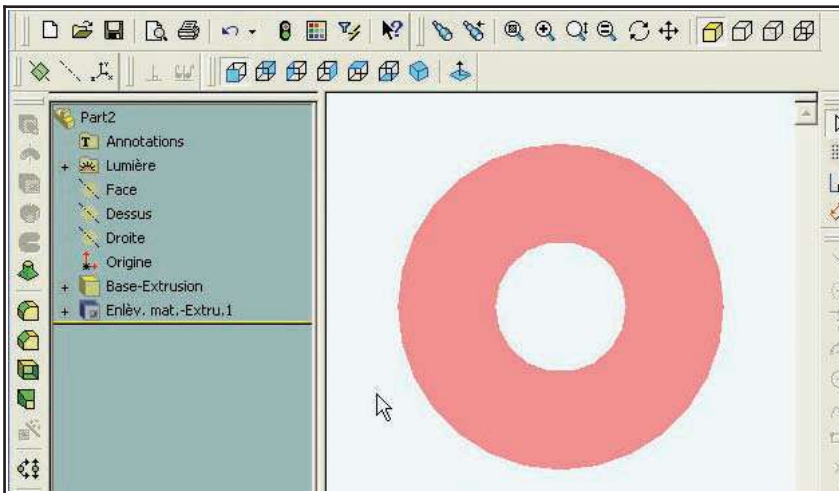 Part2
Annotations
Lumière
Face
Dessus
Droite
Origine
Base-Extrusion
Enlèv. mat.-Extru.1